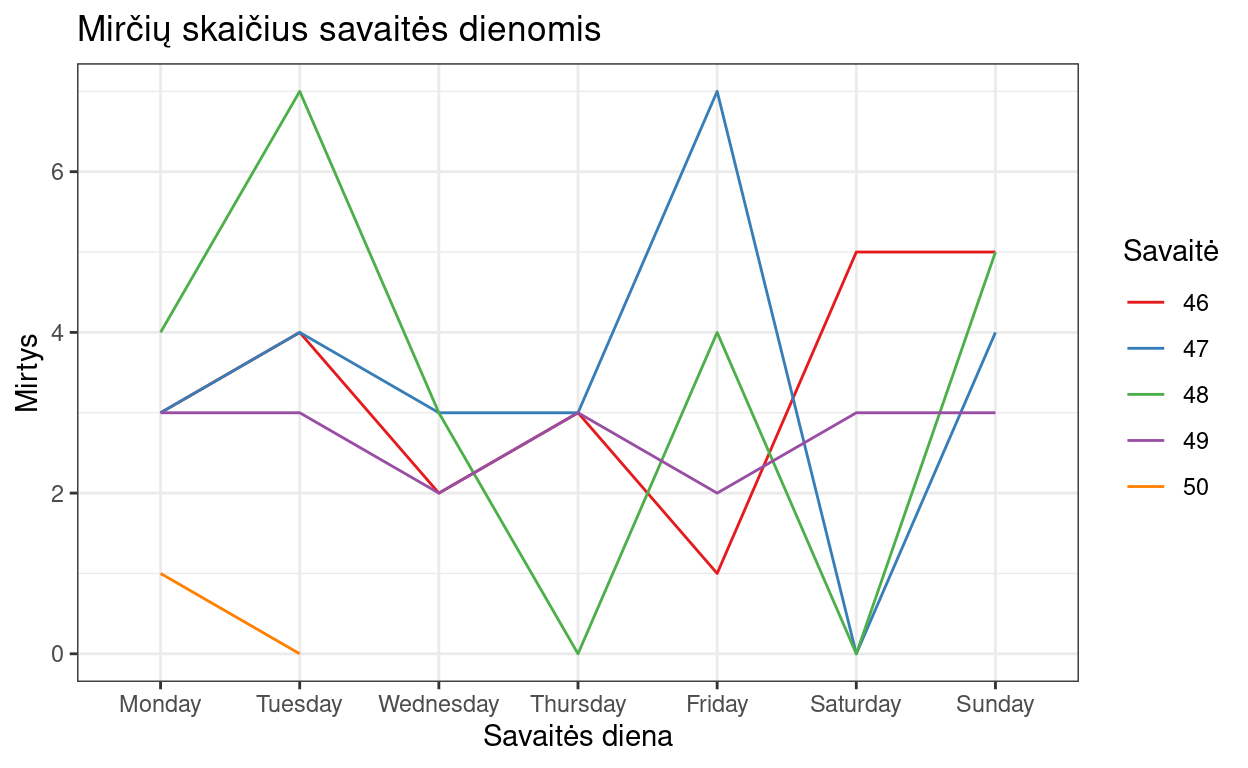 Mirčių skaičius savaitės dienomis
Mirtys
6
4
2
0
Monday Tuesday Wednesday Thursday Friday Saturday Sunday
Savaitės diena
Savaitė
46
47
48
49
50